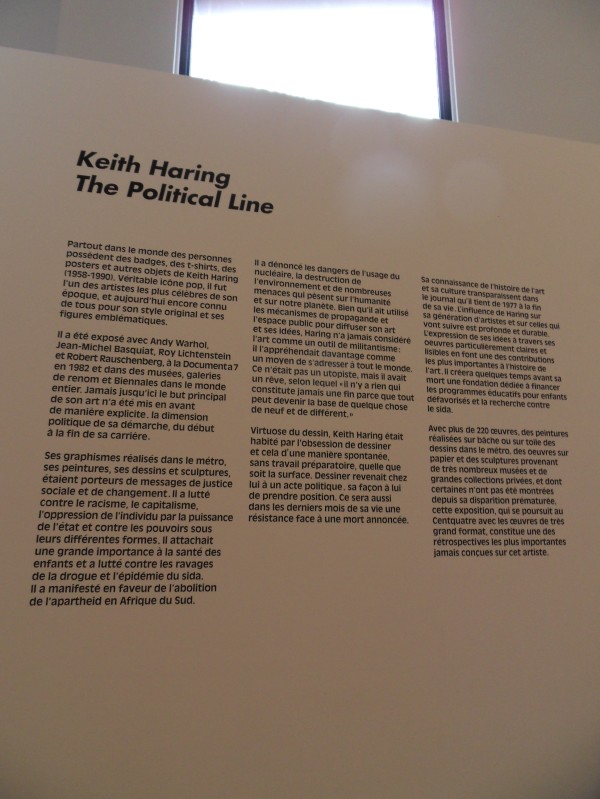 Keith Haring
The Political Line
Partout dans le monde des personnes
possèdent des badges, des t-shirts, des
posters et autres objets de Keith Haring
(1958-1990). Véritable icône pop, il fut
l'un des artistes les plus célèbres de son
époque, et aujourd'hui encore connu
de tous pour son style original et ses
figures emblématiques.
Il a été exposé avec Andy Warhol,
Jean-Michel Basquiat, Roy Lichtenstein
et Robert Rauschenberg, à la Documenta 7
en 1982 et dans des musées, galeries
de renom et Biennales dans le monde
entier. Jamais jusqu'ici le but principal
de son art n'a été mis en avant
de manière explicite. la dimension
politique de sa démarche, du début
à la fin de sa carrière.
Ses graphismes réalisés dans le métro,
ses peintures, ses dessins et sculptures,
étaient porteurs de messages de justice
sociale et de changement. Il a lutté
contre le racisme, le capitalisme,
l'oppression de l'individu par la puissance
de l'état et contre les pouvoirs sous
leurs différentes formes. Il attachait
une grande importance à la santé des
enfants et a lutté contre les ravages
de la drogue et l'épidémie du sida.
Il a manifesté en faveur de l'abolition
de l'apartheid en Afrique du Sud.
Il a dénoncé les dangers de l'usage du
nucléaire, la destruction de
l'environnement et de nombreuses
menaces qui pèsent sur l'humanité
et sur notre planète. Bien qu'il ait utilisé
les mécanismes de propagande et
l'espace public pour diffuser son art
et ses idées, Haring n'a jamais considéré
l'art comme un outil de militantisme:
il l'appréhendait davantage comme
un moyen de s'adresser à tout le monde.
Ce n'était pas un utopiste, mais il avait
un rêve, selon lequel «il n'y a rien qui
constitute jamais une fin parce que tout
peut devenir la base de quelque chose
de neuf et de différent.»
Virtuose du dessin, Keith Haring était
habité par l'obsession de dessiner
et cela d'une manière spontanée,
sans travail préparatoire, quelle que
soit la surface. Dessiner revenait chez
lui à un acte politique. sa façon à lui
de prendre position. Ce sera aussi
dans les derniers mois de sa vie une
résistance face à une mort annoncée.
Sa connaissance de l'histoire de l'art
et sa culture transparaissent dans
le journal qu'il tient de 1977 à la fin
de sa vie. L'influence de Haring sur
sa génération d'artistes et sur celles qui
vont suivre est profonde et durable.
L'expression de ses idées à travers ses
oeuvres particulièrement claires et
lisibles en font une des contributions
les plus importantes à l'histoire de
l'art. Il créera quelques temps avant sa
mort une fondation dédiée à financer
les programmes éducatifs pour enfants
défavorisés et la recherche contre
le sida.
Avec plus de 220 œuvres, des peintures
réalisées sur bâche ou sur toile des
dessins dans le métro, des oeuvres sur
papier et des sculptures provenant
de très nombreux musées et de
grandes collections privées, et dont
certaines n'ont pas été montrées
depuis sa disparition prématurée,
cette exposition, qui se poursuit au
Centquatre avec les œuvres de très
grand format, constitue une des
rétrospectives les plus importantes
jamais conçues sur cet artiste.